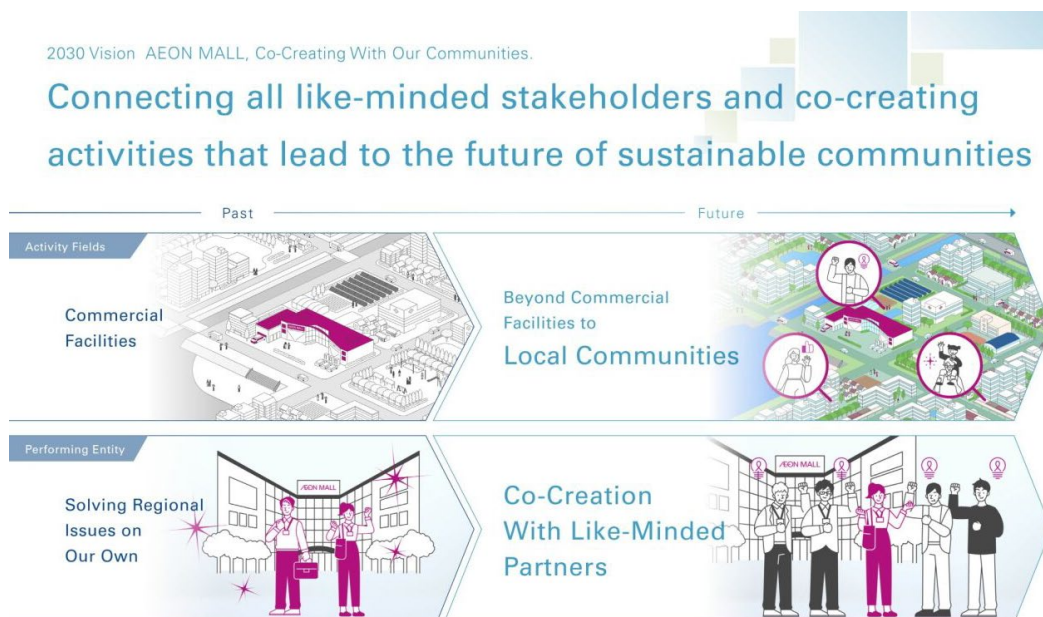 2030 Vision AEON MALL, Co-Creating With Our Communities.
Connecting all like-minded stakeholders and co-creating
activities that lead to the future of sustainable communities
Past
Future
Activity Fields
Commercial
Facilities
Beyond Commercial
Facilities to
Local Communities
Performing Entity
Solving Regional
Issues on
Our Own
ÆON MALL
Co-Creation
With Like-Minded
Partners
ÆON MALL